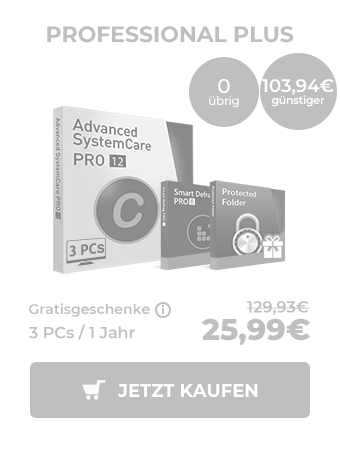 PROFESSIONAL PLUS
0
übrig
103,94€
günstiger
Advanced
SystemCare
PRO 12
3 PCs
Advanced SystemCare PRO 12
Smart Defra
PRO 6
Protected
Folder
Gratisgeschenke i
129,93€
3 PCs / 1 Jahr
25,99€
JETZT KAUFEN